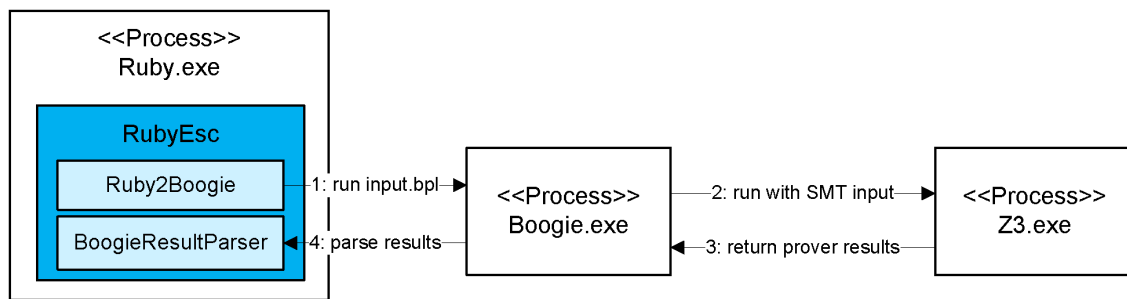 <<Process>>
Ruby.exe
RubyEsc
Ruby2Boogie
BoogieResultParser
1: run input.bpl
4: parse results
<<Process>>
Boogie.exe
2: run with SMT input
3: return prover results
<<Process>>
Z3.exe